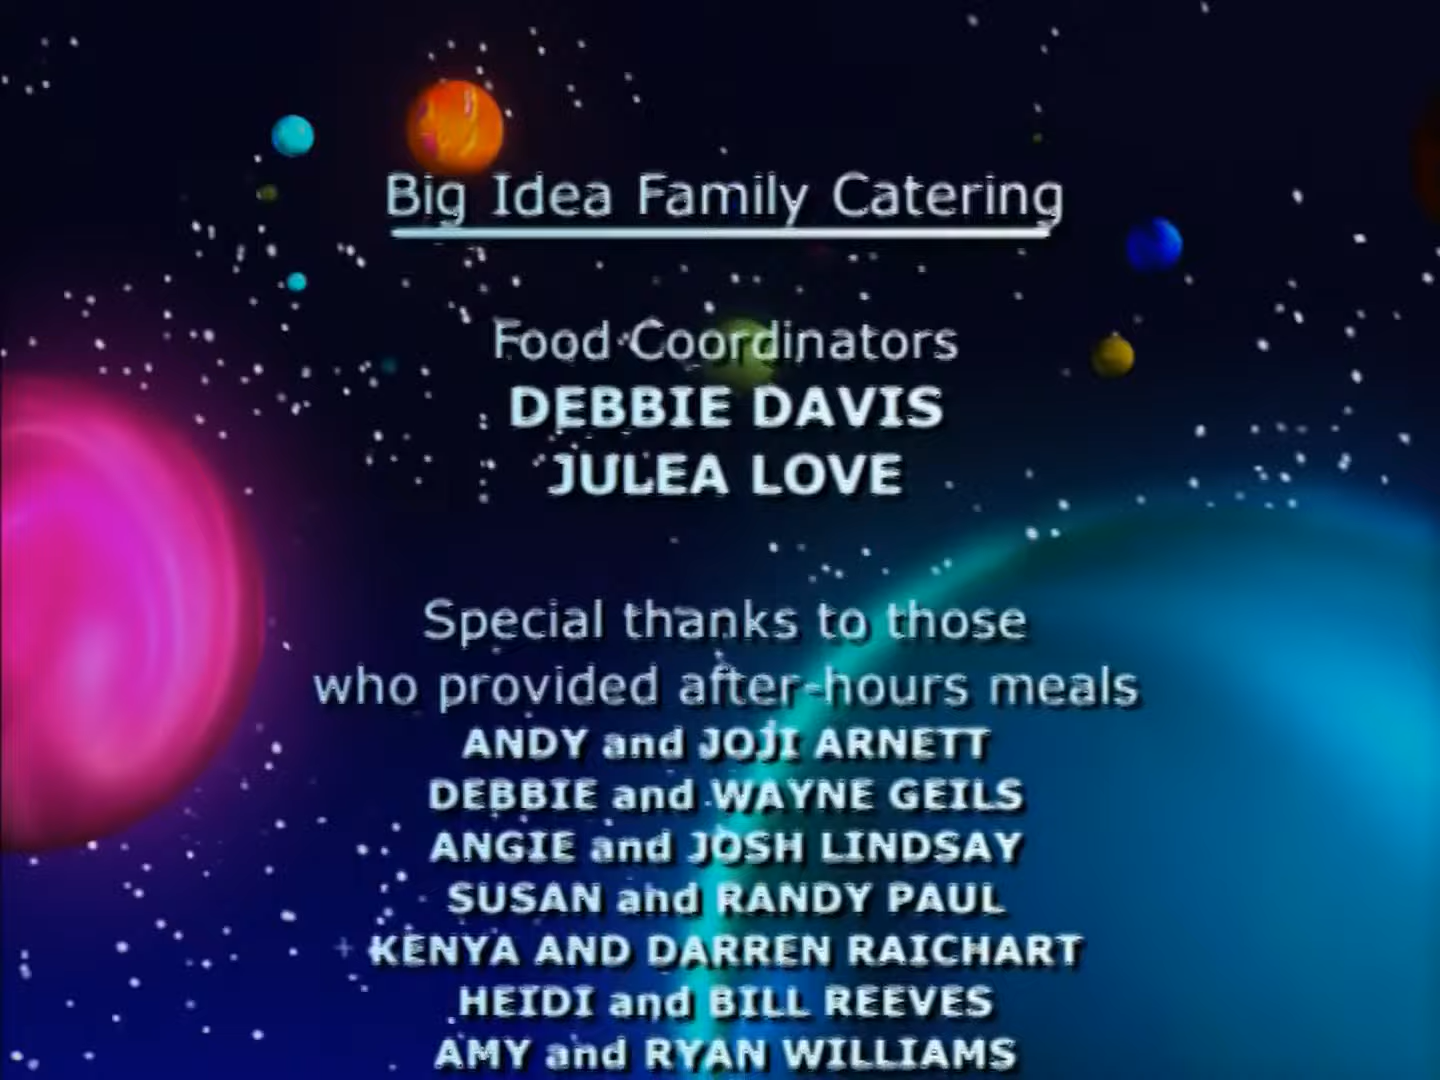 Big Idea Family Catering
Food Coordinators
DEBBIE DAVIS
JULEA LOVE
Special thanks to those
who provided after-hours meals
ANDY and JOJI ARNETT
DEBBIE and WAYNE GEILS
ANGIE and JOSH LINDSAY
SUSAN and RANDY PAUL
KENYA AND DARREN RAICHART
HEIDI and BILL REEVES
AMY and RYAN WILLIAMS